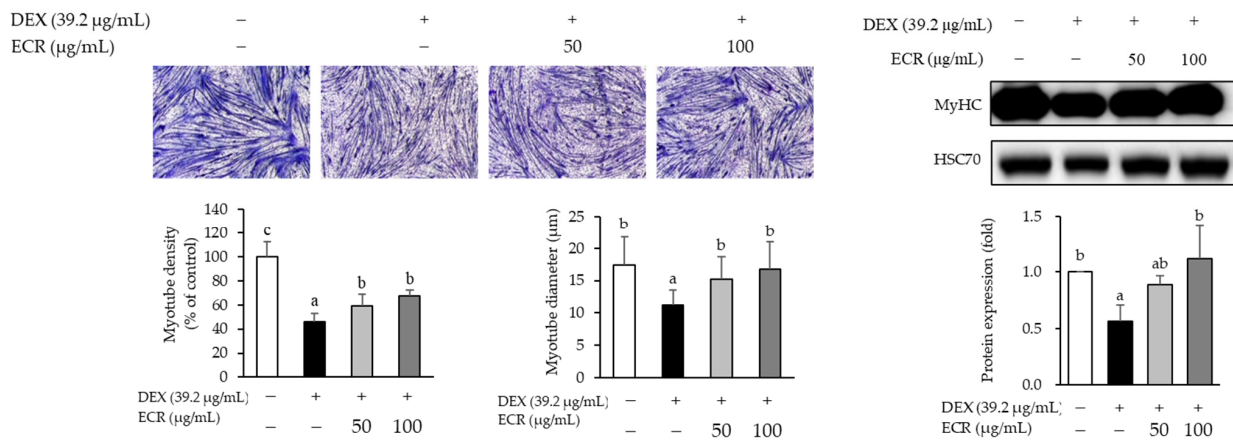 DEX (39.2 µg/mL) – + + +
ECR (µg/mL) – – 50 100
DEX (39.2 µg/mL) – + + +
ECR (µg/mL) – – 50 100
MyHC
HSC70
Myotube density
(% of control)
140
120
100
80
60
40
20
0
c
a
b
b
DEX (39.2 µg/mL) – + + +
ECR (µg/mL) – – 50 100
Myotube diameter (µm)
25
20
15
10
5
0
b
a
b
b
DEX (39.2 µg/mL) – + + +
ECR (µg/mL) – – 50 100
Protein expression (fold)
1.5
1.0
0.5
0.0
b
a
ab
b
DEX (39.2 µg/mL) – + + +
ECR (µg/mL) – – 50 100